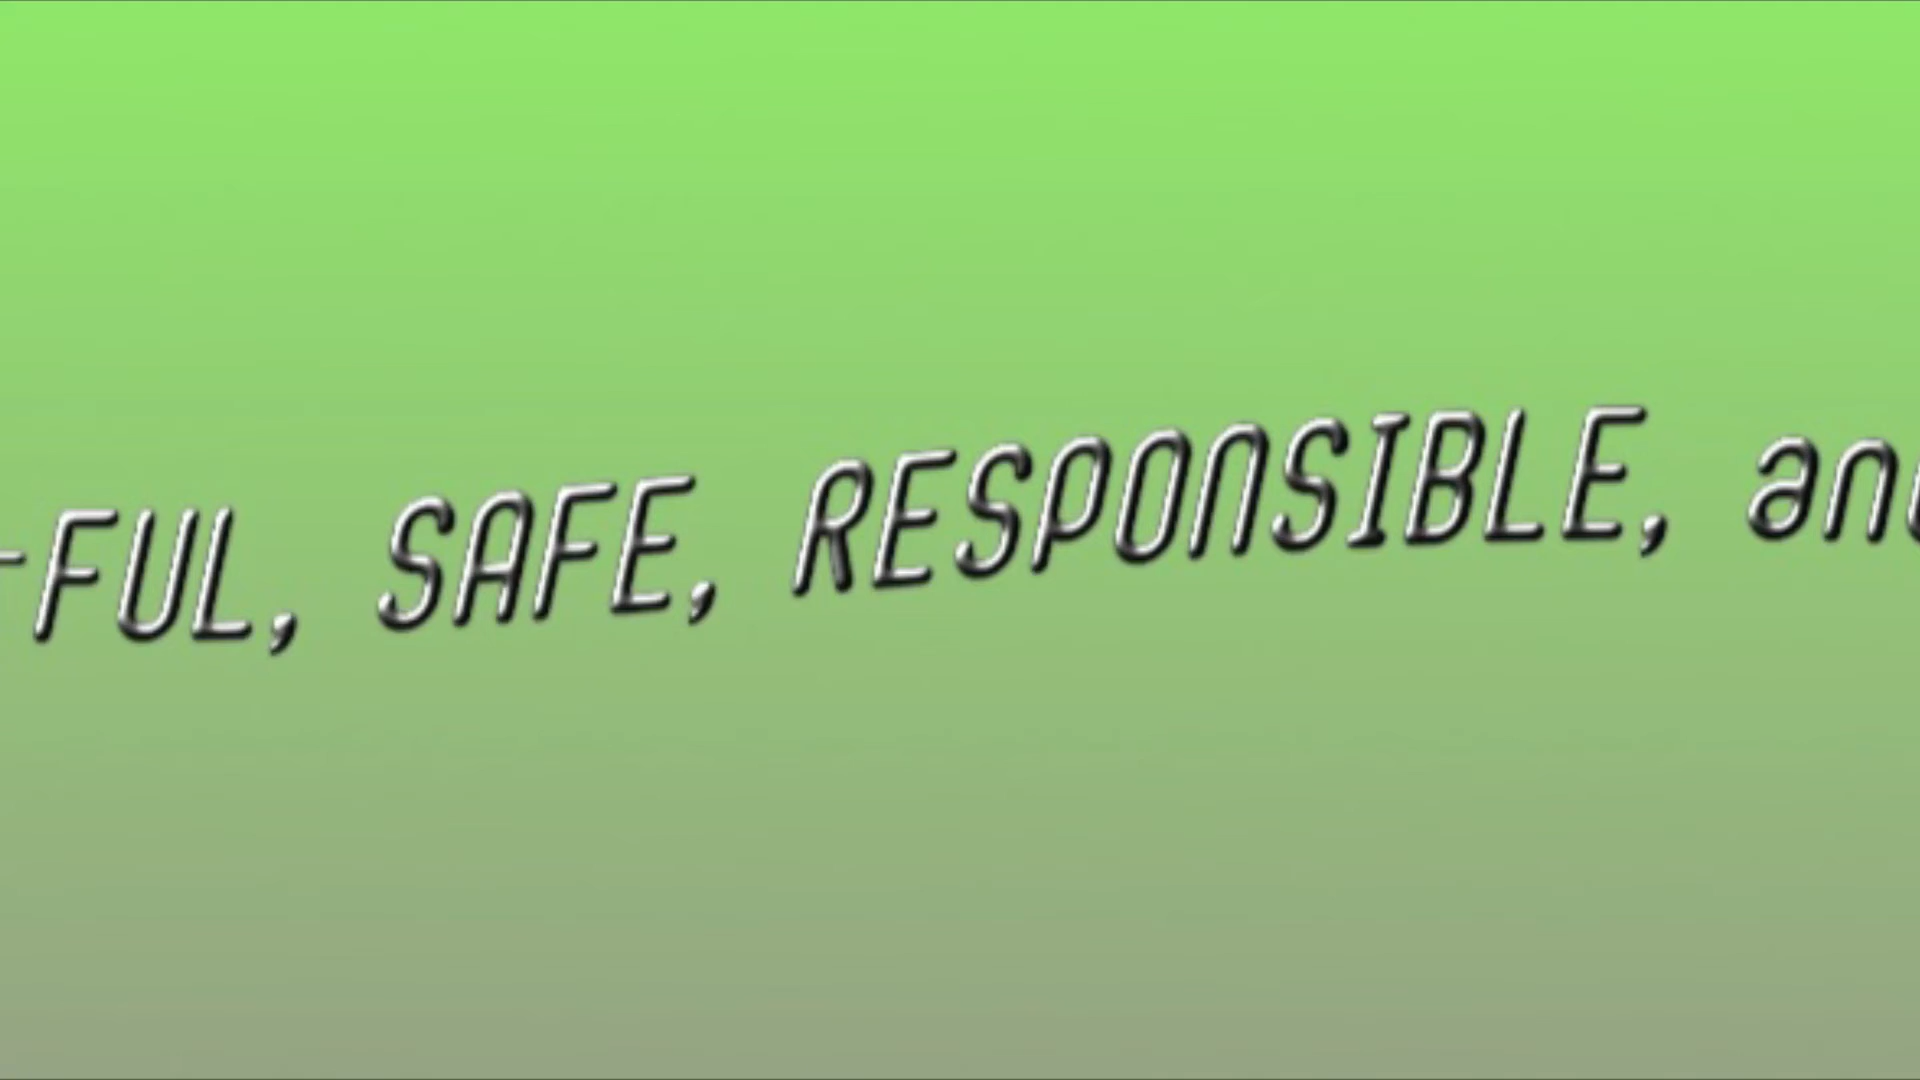 FUL, SAFE, RESPONSIBLE, and